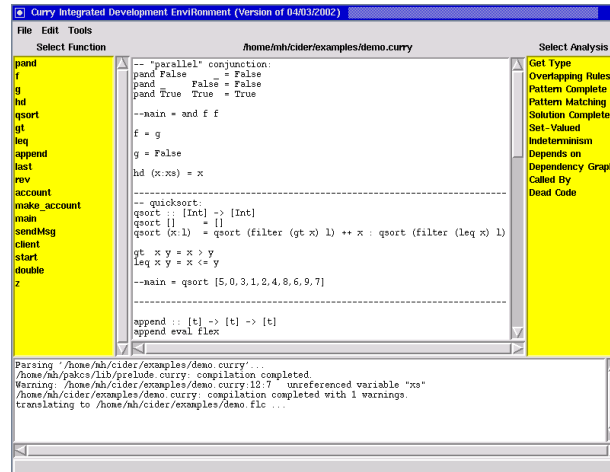 Curry Integrated Development EnviRonment (Version of 04/03/2002)
File Edit Tools
Select Function
/home/mh/cider/examples/demo.curry
Select Analysis
pand
f
g
hd
qsort
gt
leq
append
last
rev
account
make_account
main
sendMsg
client
start
double
z
-- "parallel" conjunction:
pand False _ = False
pand _ False = False
pand True True = True
--main = and f f
f = g
g = False
hd (x:xs) = x
----------------------------------------------------------------
-- quicksort:
qsort :: [Int] -> [Int]
qsort [] = []
qsort (x:l) = qsort (filter (gt x) l) ++ x : qsort (filter (leq x) l)
gt x y = x > y
leq x y = x <= y
--main = qsort [5,0,3,1,2,4,8,6,9,7]
----------------------------------------------------------------
append :: [t] -> [t] -> [t]
append eval flex
Get Type
Overlapping Rules
Pattern Complete
Pattern Matching
Solution Complete
Set-Valued
Indeterminism
Depends on
Dependency Grap
Called By
Dead Code
Parsing '/home/mh/cider/examples/demo.curry'...
/home/mh/pakcs/lib/prelude.curry: compilation completed.
Warning: /home/mh/cider/examples/demo.curry:12:7 unreferenced variable "xs"
/home/mh/cider/examples/demo.curry: compilation completed with 1 warnings.
translating to /home/mh/cider/examples/demo.flc ...